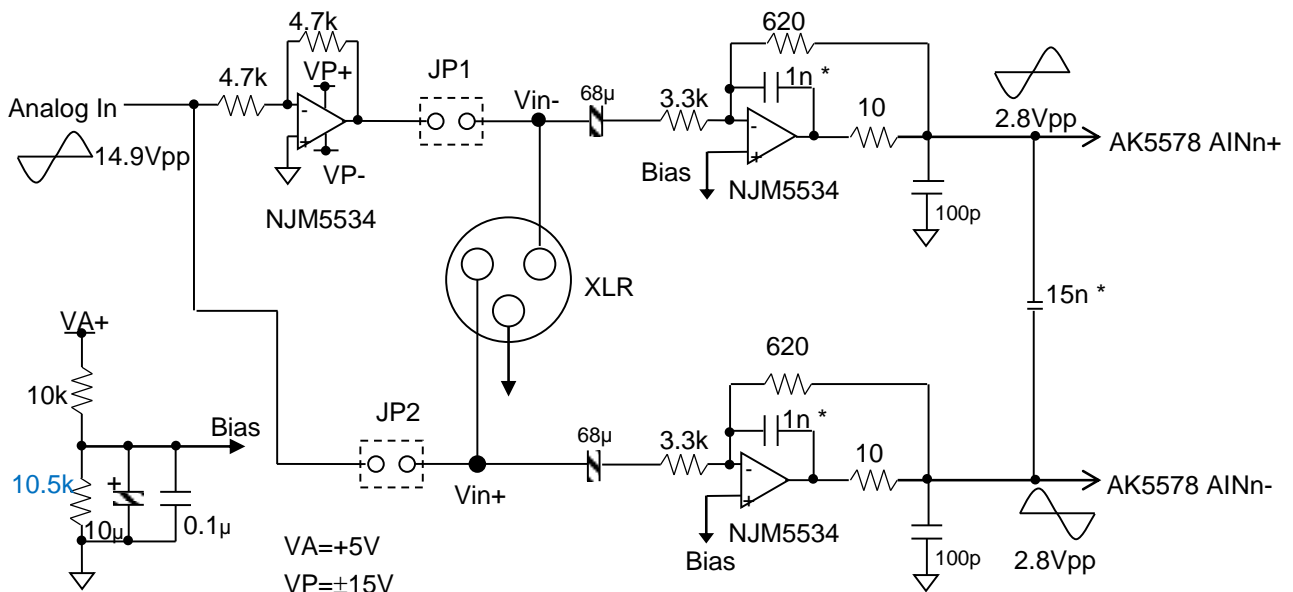 4.7k
620
VP+
JP1
1n *
4.7k
Vin-
68µ
3.3k
10
2.8Vpp
Analog In
-
+
-
+
AK5578 AINn+
14.9Vpp
VP-
Bias
NJM5534
NJM5534
100p
XLR
15n *
VA+
620
10k
JP2
1n *
Bias
68µ
3.3k
10
10.5k
+
-
+
AK5578 AINn-
Vin+
10µ
0.1µ
NJM5534
VA=+5V
Bias
100p
2.8Vpp
VP=±15V